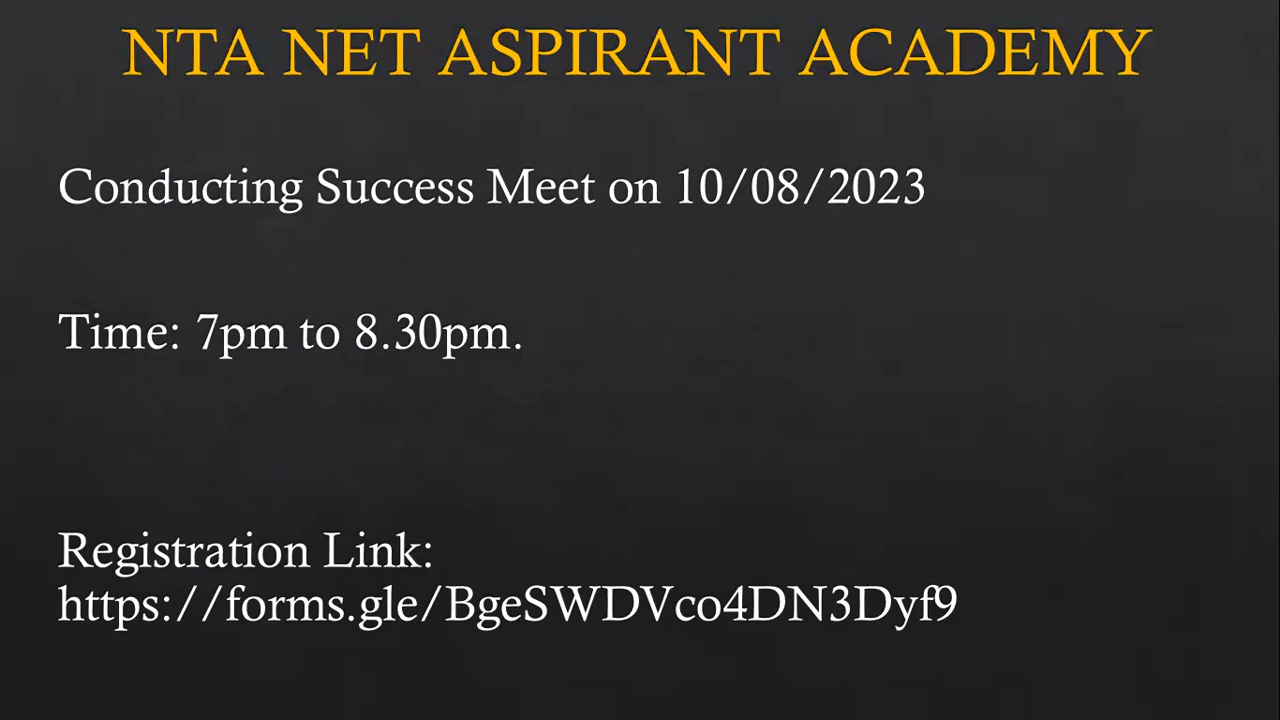 NTA NET ASPIRANT ACADEMY
Conducting Success Meet on 10/08/2023
Time: 7pm to 8.30pm.
Registration Link:
https://forms.gle/BgeSWDVco4DN3Dyf9